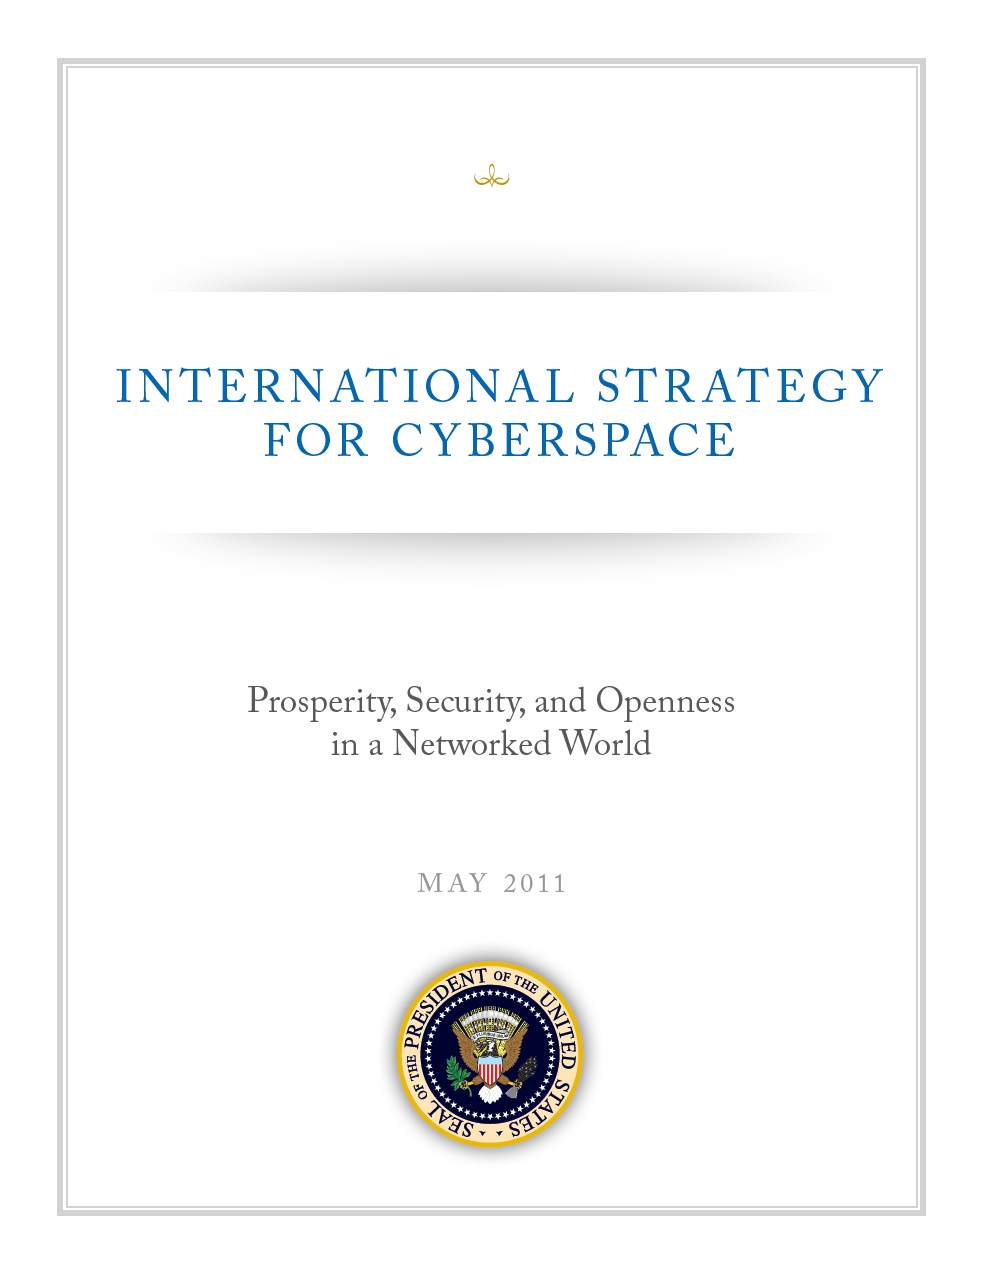 INTERNATIONAL STRATEGY
FOR CYBERSPACE
Prosperity, Security, and Openness
in a Networked World
MAY 2011
SEAL OF THE PRESIDENT OF THE UNITED STATES